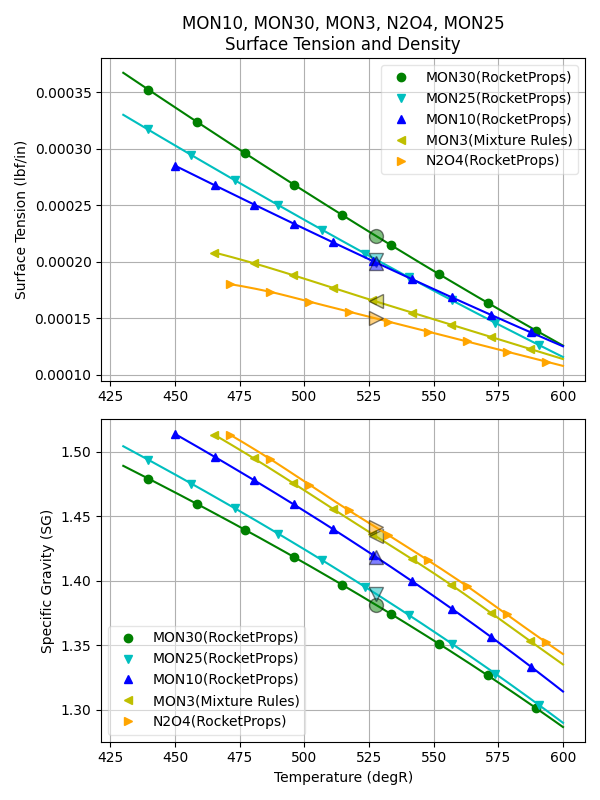 MON10, MON30, MON3, N2O4, MON25
Surface Tension and Density
Surface Tension (lbf/in)
0.00035
0.00030
0.00025
0.00020
0.00015
0.00010
MON30(RocketProps)
MON25(RocketProps)
MON10(RocketProps)
MON3(Mixture Rules)
N2O4(RocketProps)
425 450 475 500 525 550 575 600
Specific Gravity (SG)
1.50
1.45
1.40
1.35
1.30
MON30(RocketProps)
MON25(RocketProps)
MON10(RocketProps)
MON3(Mixture Rules)
N2O4(RocketProps)
425 450 475 500 525 550 575 600
Temperature (degR)